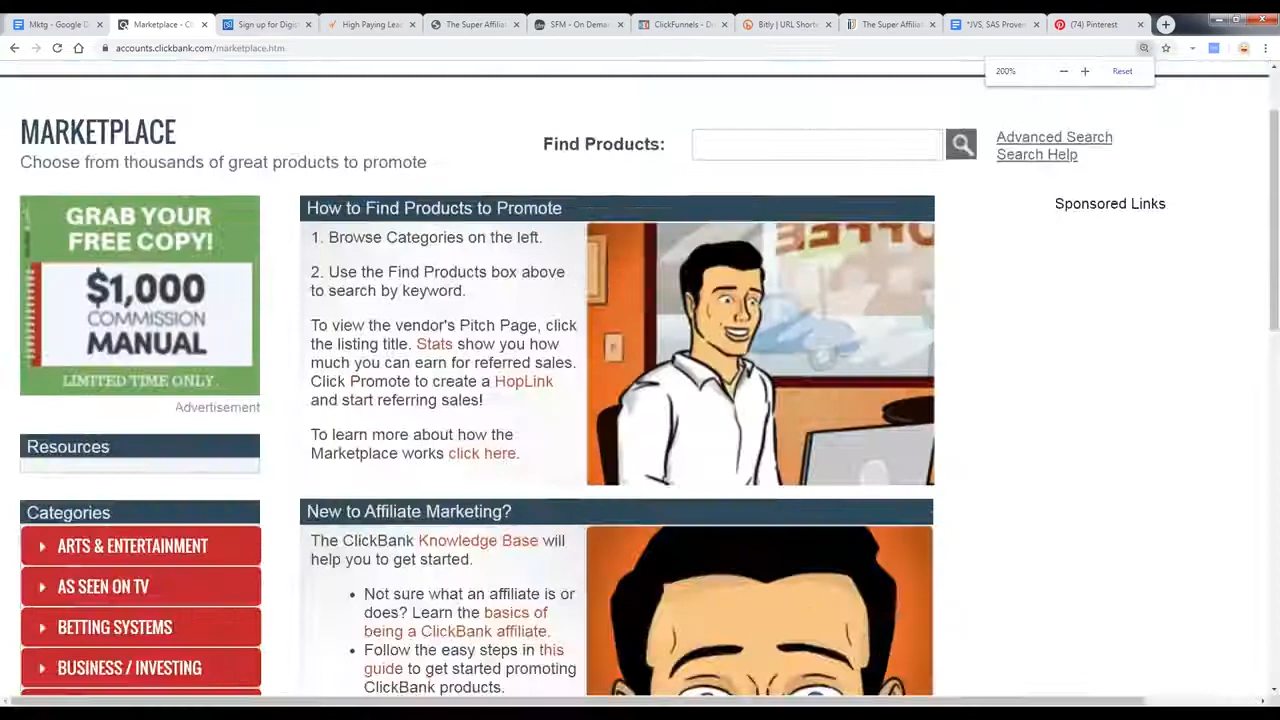 Mktg - Google D
Marketplace - Cl
Sign up for Digis
High Paying Lea
The Super Affilia
SFM - On Deman
ClickFunnels - D
Bitly | URL Short
The Super Affilia
*JVS, SAS Proven
(74) Pinterest
accounts.clickbank.com/marketplace.htm
200%
Reset
MARKETPLACE
Choose from thousands of great products to promote
Find Products:
Advanced Search
Search Help
GRAB YOUR
FREE COPY!
$1,000
COMMISSION
MANUAL
LIMITED TIME ONLY.
Advertisement
Resources
Categories
ARTS & ENTERTAINMENT
AS SEEN ON TV
BETTING SYSTEMS
BUSINESS / INVESTING
How to Find Products to Promote
1. Browse Categories on the left.
2. Use the Find Products box above
to search by keyword.
To view the vendor's Pitch Page, click
the listing title. Stats show you how
much you can earn for referred sales.
Click Promote to create a HopLink
and start referring sales!
To learn more about how the
Marketplace works click here.
COFFEE
New to Affiliate Marketing?
The ClickBank Knowledge Base will
help you to get started.
• Not sure what an affiliate is or
does? Learn the basics of
being a ClickBank affiliate.
• Follow the easy steps in this
guide to get started promoting
ClickBank products.
Sponsored Links